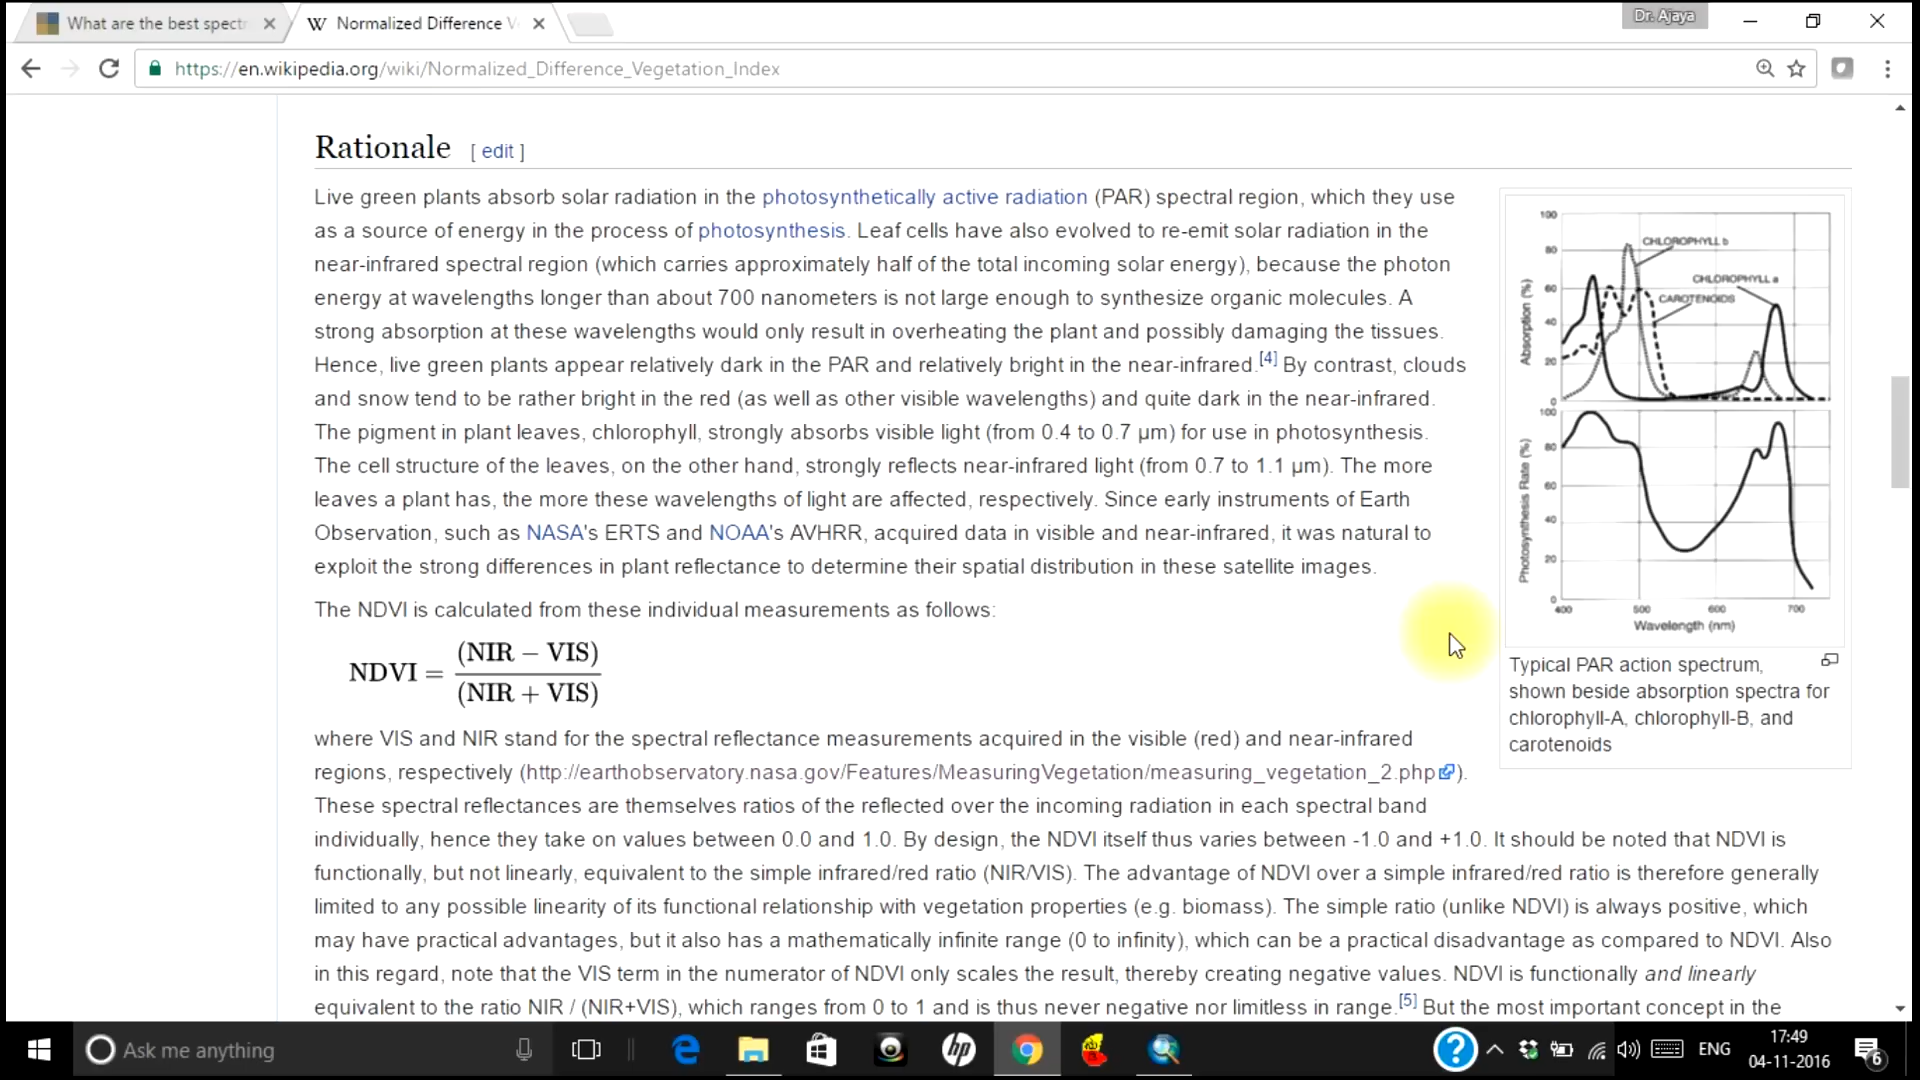 What are the best spectr
Normalized Difference V
Dr. Ajaya
https://en.wikipedia.org/wiki/Normalized_Difference_Vegetation_Index
Rationale [ edit ]
Live green plants absorb solar radiation in the photosynthetically active radiation (PAR) spectral region, which they use
as a source of energy in the process of photosynthesis. Leaf cells have also evolved to re-emit solar radiation in the
near-infrared spectral region (which carries approximately half of the total incoming solar energy), because the photon
energy at wavelengths longer than about 700 nanometers is not large enough to synthesize organic molecules. A
strong absorption at these wavelengths would only result in overheating the plant and possibly damaging the tissues.
Hence, live green plants appear relatively dark in the PAR and relatively bright in the near-infrared.[4] By contrast, clouds
and snow tend to be rather bright in the red (as well as other visible wavelengths) and quite dark in the near-infrared.
The pigment in plant leaves, chlorophyll, strongly absorbs visible light (from 0.4 to 0.7 µm) for use in photosynthesis.
The cell structure of the leaves, on the other hand, strongly reflects near-infrared light (from 0.7 to 1.1 µm). The more
leaves a plant has, the more these wavelengths of light are affected, respectively. Since early instruments of Earth
Observation, such as NASA's ERTS and NOAA's AVHRR, acquired data in visible and near-infrared, it was natural to
exploit the strong differences in plant reflectance to determine their spatial distribution in these satellite images.
The NDVI is calculated from these individual measurements as follows:
NDVI = (NIR − VIS)
(NIR + VIS)
where VIS and NIR stand for the spectral reflectance measurements acquired in the visible (red) and near-infrared
regions, respectively (http://earthobservatory.nasa.gov/Features/MeasuringVegetation/measuring_vegetation_2.php).
These spectral reflectances are themselves ratios of the reflected over the incoming radiation in each spectral band
individually, hence they take on values between 0.0 and 1.0. By design, the NDVI itself thus varies between -1.0 and +1.0. It should be noted that NDVI is
functionally, but not linearly, equivalent to the simple infrared/red ratio (NIR/VIS). The advantage of NDVI over a simple infrared/red ratio is therefore generally
limited to any possible linearity of its functional relationship with vegetation properties (e.g. biomass). The simple ratio (unlike NDVI) is always positive, which
may have practical advantages, but it also has a mathematically infinite range (0 to infinity), which can be a practical disadvantage as compared to NDVI. Also
in this regard, note that the VIS term in the numerator of NDVI only scales the result, thereby creating negative values. NDVI is functionally and linearly
equivalent to the ratio NIR / (NIR+VIS), which ranges from 0 to 1 and is thus never negative nor limitless in range.[5] But the most important concept in the
100
80
60
40
20
0
Absorption (%)
CHLOROPHYLL b
CHLOROPHYLL a
CAROTENOIDS
100
80
60
40
20
0
Photosynthesis Rate (%)
400 500 600 700
Wavelength (nm)
Typical PAR action spectrum,
shown beside absorption spectra for
chlorophyll-A, chlorophyll-B, and
carotenoids
Ask me anything
hp
ENG
17:49
04-11-2016
6